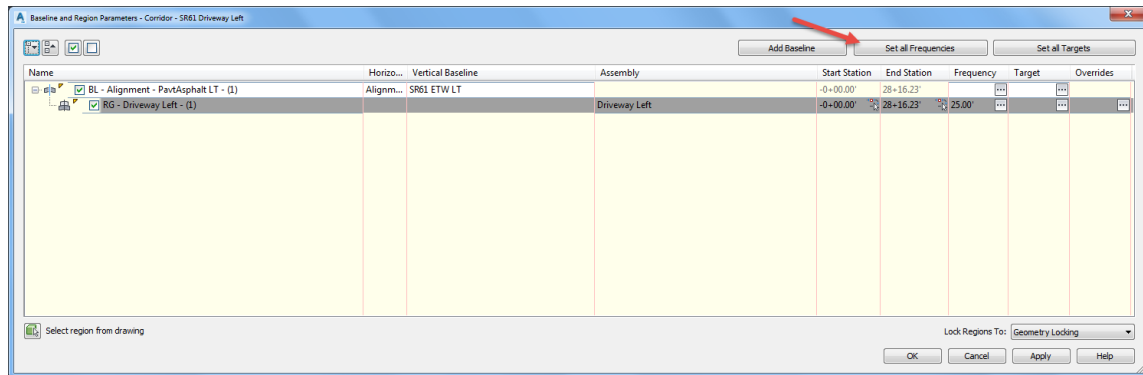 Baseline and Region Parameters - Corridor - SR61 Driveway Left
Add Baseline Set all Frequencies Set all Targets
Name Horizo... Vertical Baseline Assembly Start Station End Station Frequency Target Overrides
BL - Alignment - PavtAsphalt LT - (1) Alignm... SR61 ETW LT -0+00.00' 28+16.23'
RG - Driveway Left - (1) Driveway Left -0+00.00' 28+16.23' 25.00'
Select region from drawing Lock Regions To: Geometry Locking
OK Cancel Apply Help